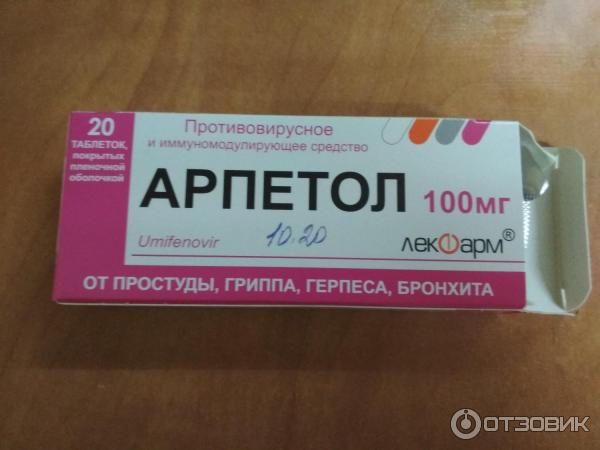 20
ТАБЛЕТОК,
покрытых
пленочной
оболочкой
Противовирусное
и иммуномодулирующее средство
АРПЕТОЛ 100мг
Umifenovir
10.20
лекФарм®
ОТ ПРОСТУДЫ, ГРИППА, ГЕРПЕСА, БРОНХИТА
ОТЗОВИК